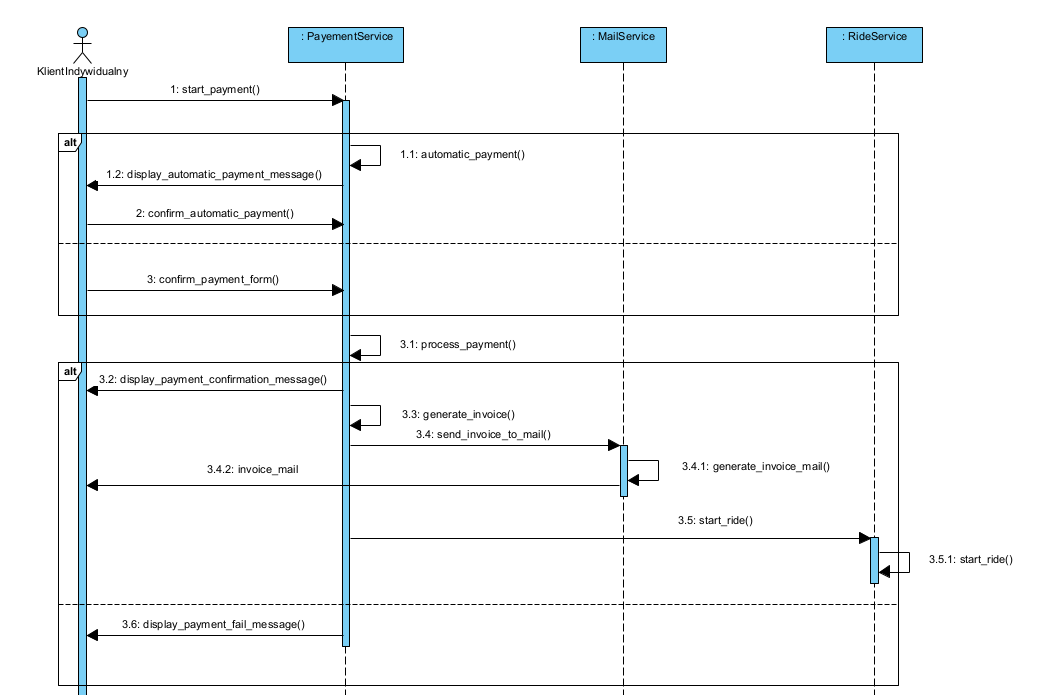 : PayementService
: MailService
: RideService
KlientIndywidualny
1: start_payment()
alt
1.1: automatic_payment()
1.2: display_automatic_payment_message()
2: confirm_automatic_payment()
3: confirm_payment_form()
3.1: process_payment()
alt
3.2: display_payment_confirmation_message()
3.3: generate_invoice()
3.4: send_invoice_to_mail()
3.4.1: generate_invoice_mail()
3.4.2: invoice_mail
3.5: start_ride()
3.5.1: start_ride()
3.6: display_payment_fail_message()